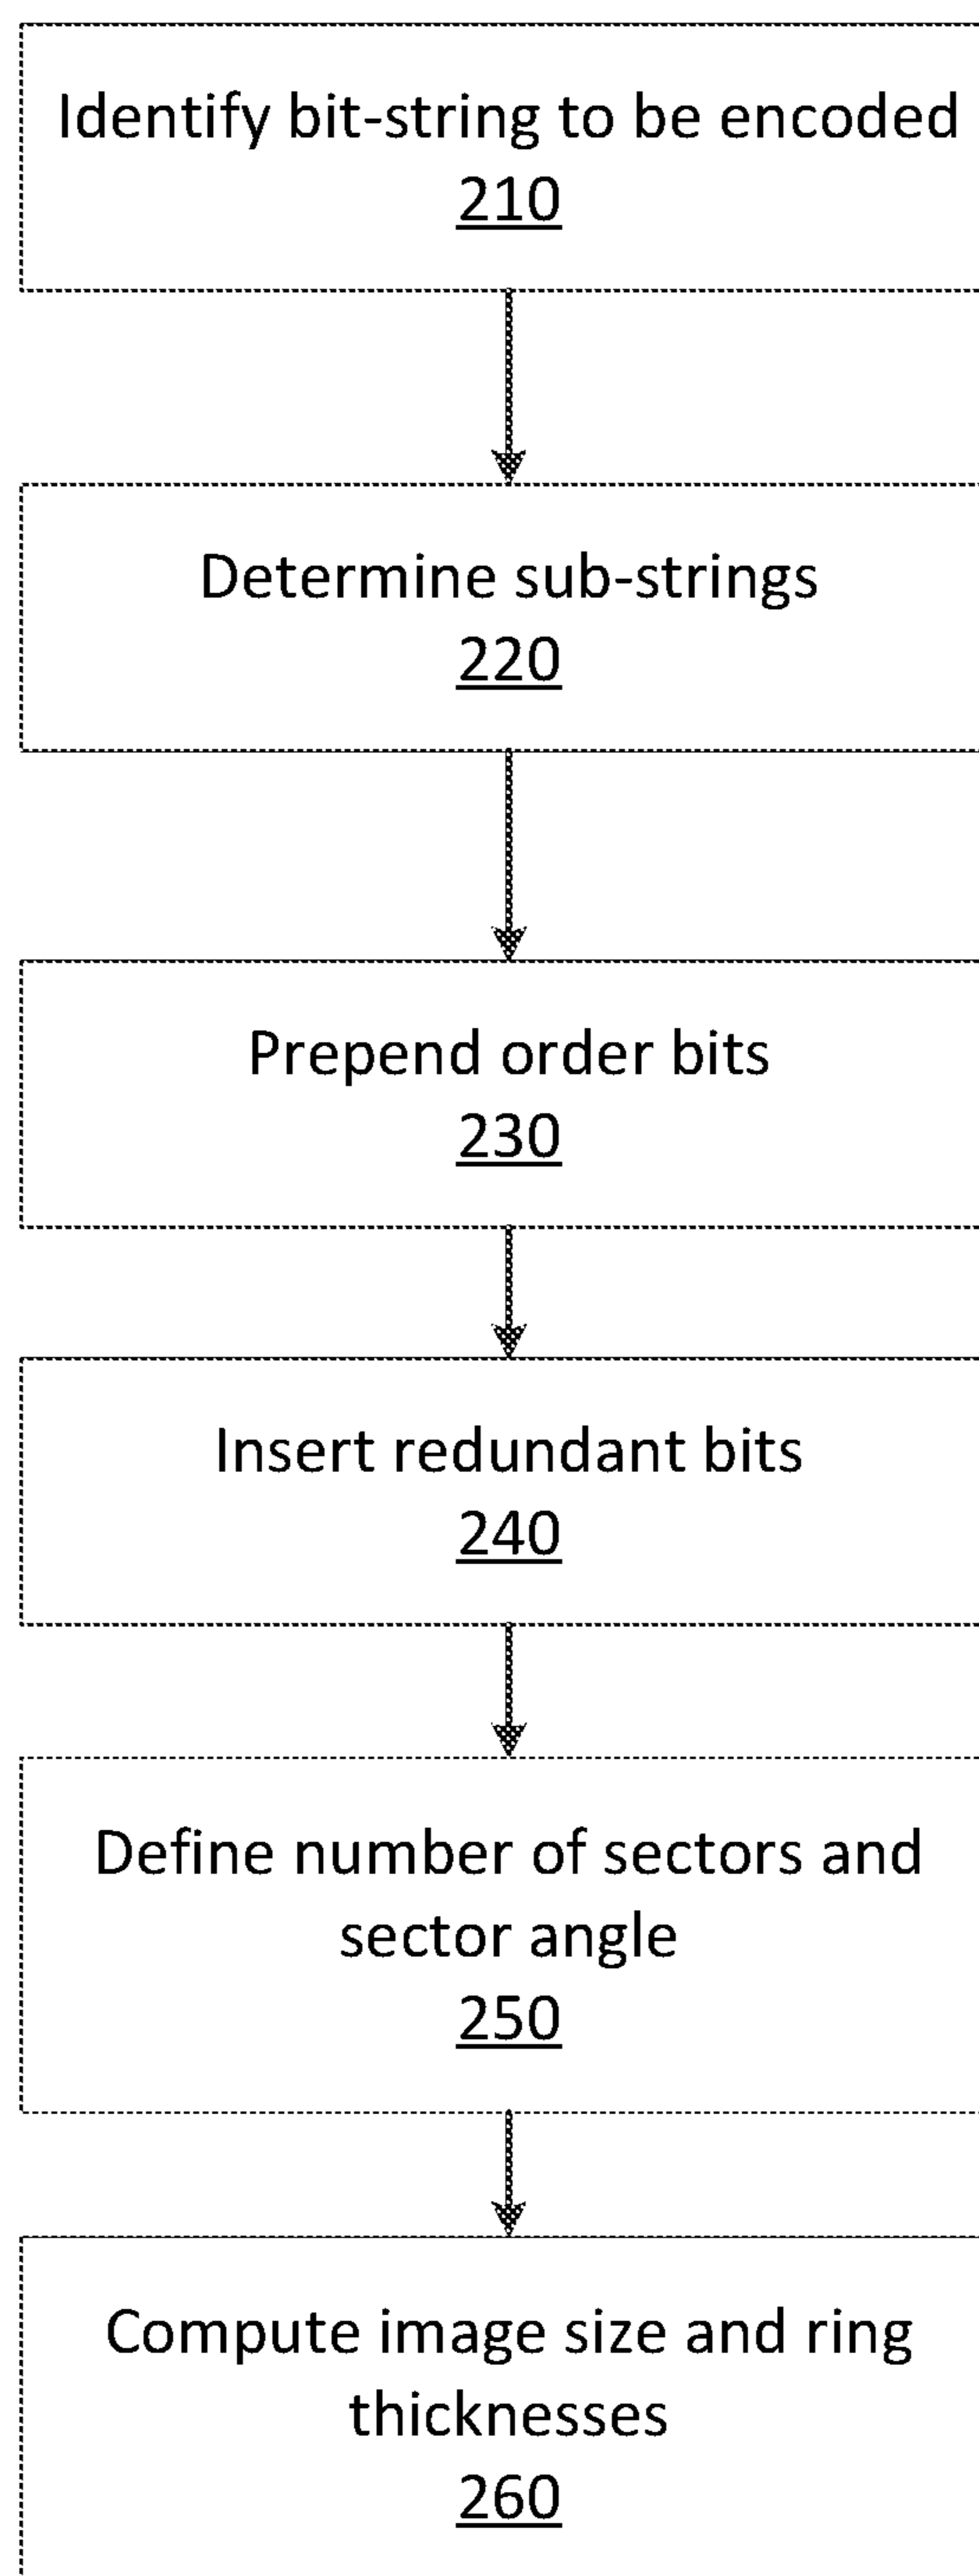 Identify bit-string to be encoded
210
Determine sub-strings
220
Prepend order bits
230
Insert redundant bits
240
Define number of sectors and
sector angle
250
Compute image size and ring
thicknesses
260